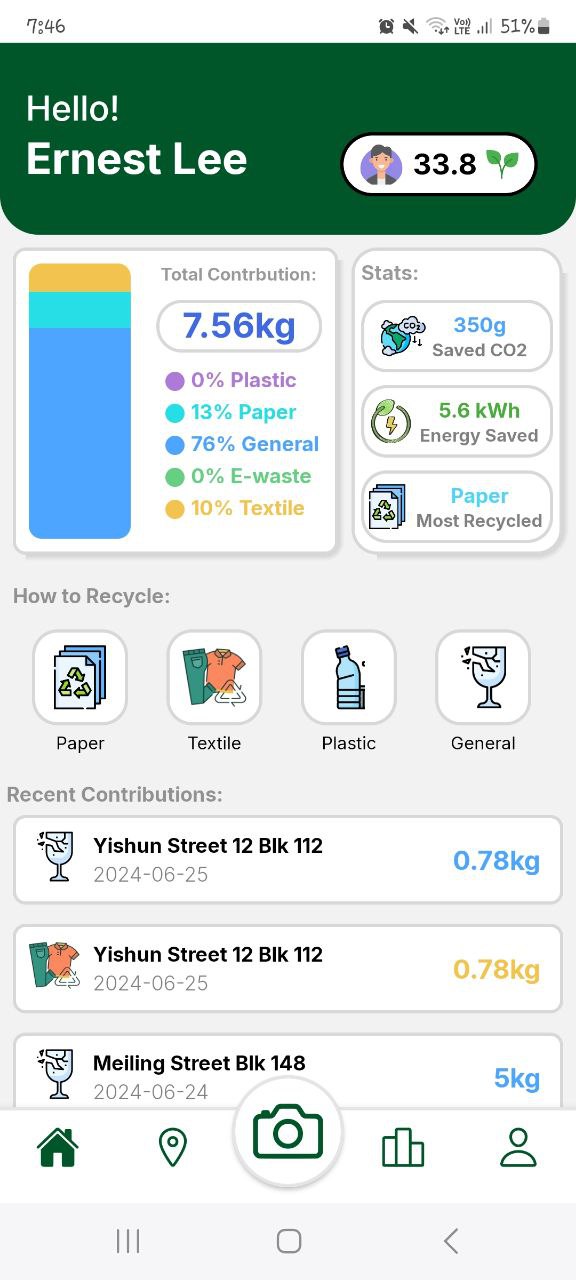 7:46
Vo)) LTE 51%
Hello!
Ernest Lee
33.8
Total Contrbution:
7.56kg
0% Plastic
13% Paper
76% General
0% E-waste
10% Textile
Stats:
CO2
350g
Saved CO2
5.6 kWh
Energy Saved
Paper
Most Recycled
How to Recycle:
Paper
Textile
Plastic
General
Recent Contributions:
Yishun Street 12 Blk 112
2024-06-25
0.78kg
Yishun Street 12 Blk 112
2024-06-25
0.78kg
Meiling Street Blk 148
2024-06-24
5kg